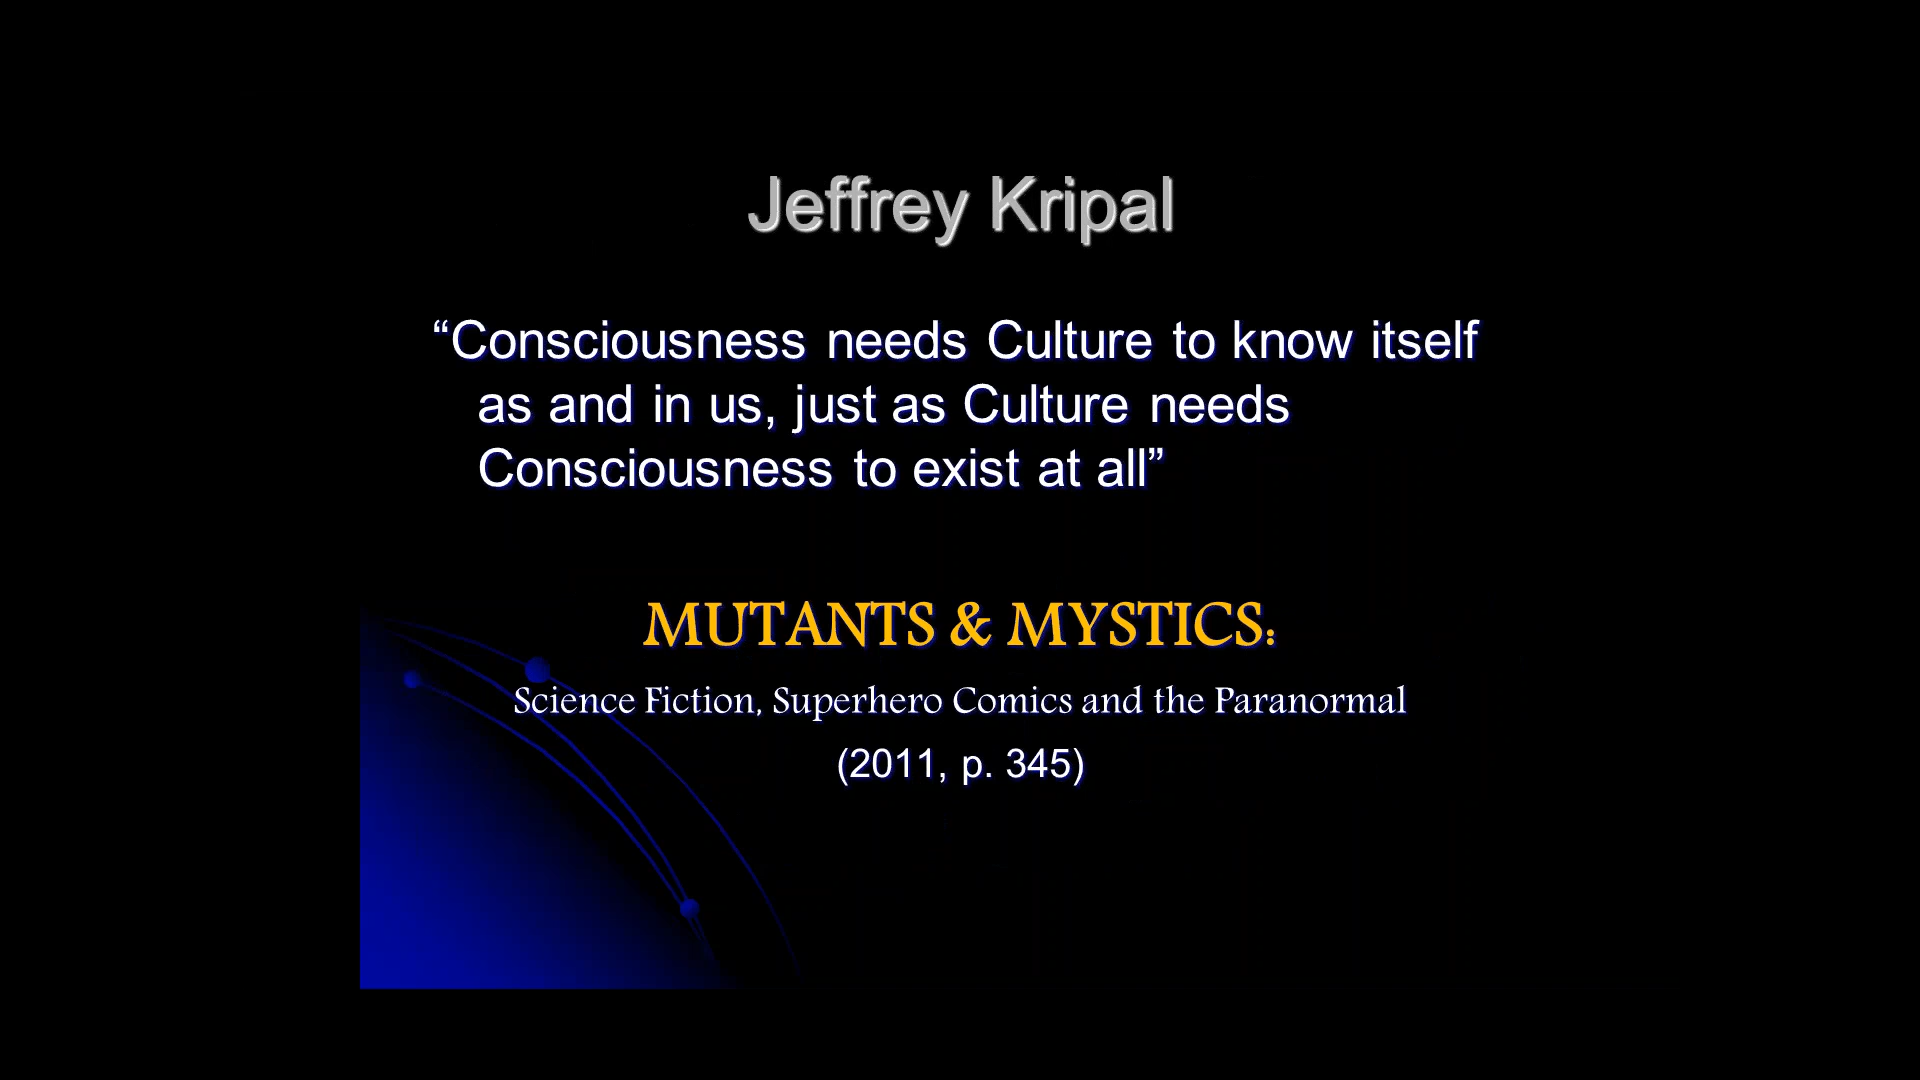 Jeffrey Kripal
“Consciousness needs Culture to know itself
as and in us, just as Culture needs
Consciousness to exist at all”
MUTANTS & MYSTICS:
Science Fiction, Superhero Comics and the Paranormal
(2011, p. 345)